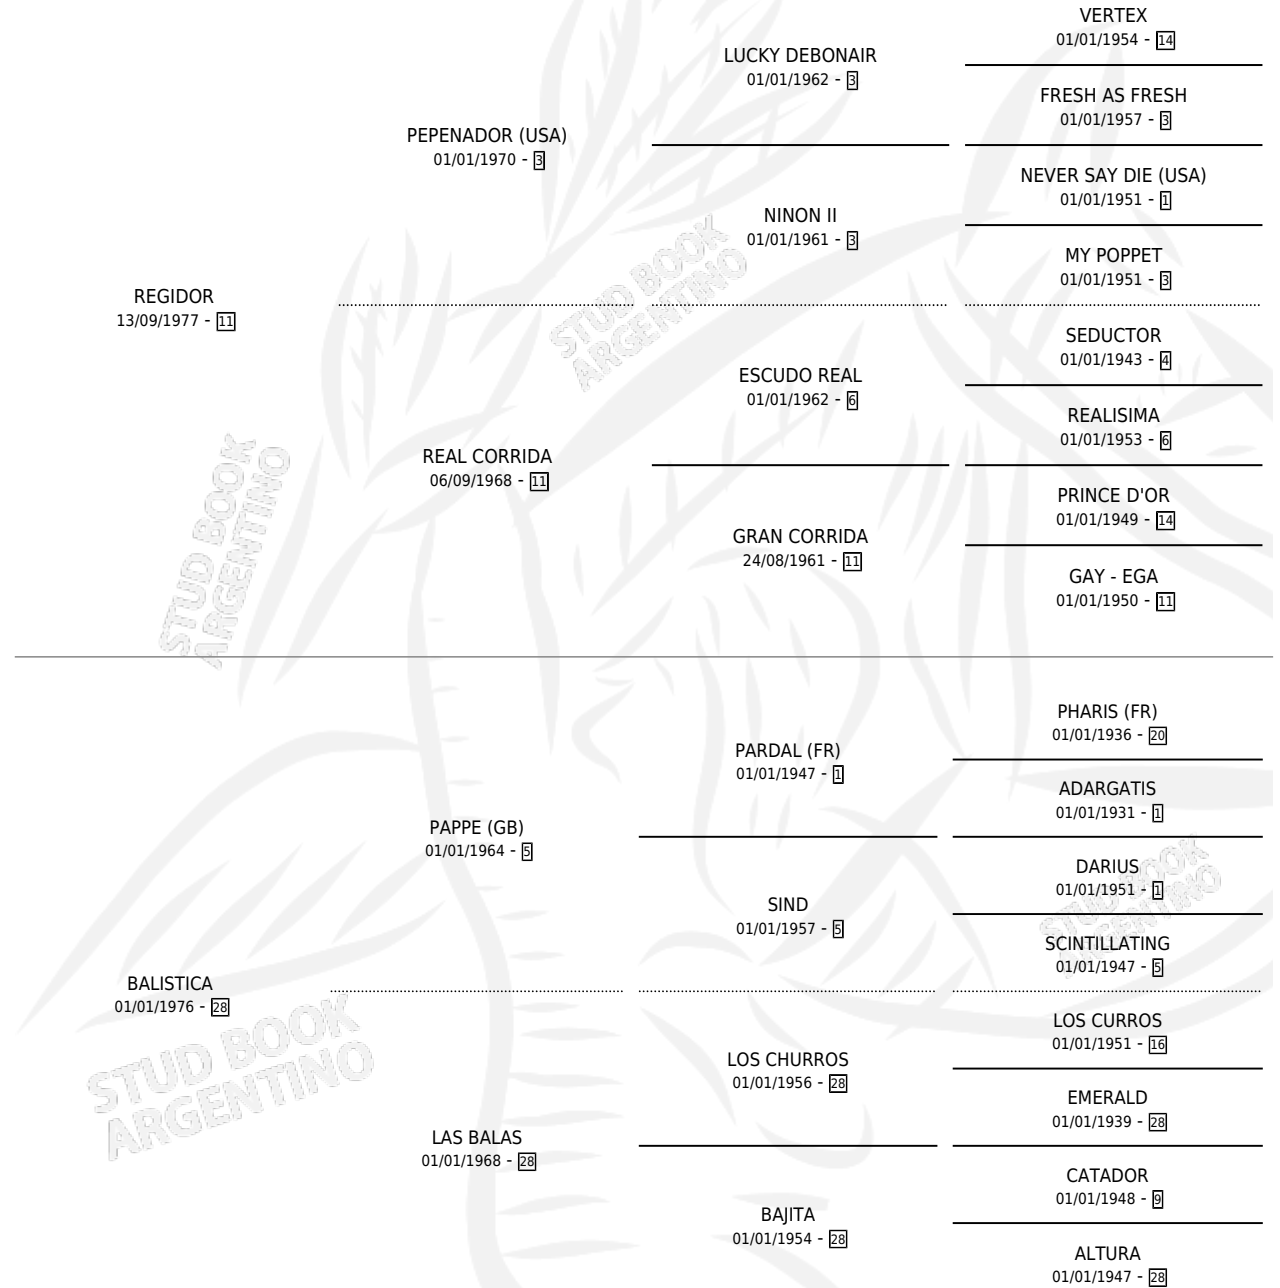 VERTEX
01/01/1954 - 14
LUCKY DEBONAIR
01/01/1962 - 3
FRESH AS FRESH
01/01/1957 - 3
PEPENADOR (USA)
01/01/1970 - 3
NEVER SAY DIE (USA)
01/01/1951 - 1
NINON II
01/01/1961 - 3
MY POPPET
01/01/1951 - 3
REGIDOR
13/09/1977 - 11
SEDUCTOR
01/01/1943 - 4
ESCUDO REAL
01/01/1962 - 6
REALISIMA
01/01/1953 - 6
REAL CORRIDA
06/09/1968 - 11
PRINCE D'OR
01/01/1949 - 14
GRAN CORRIDA
24/08/1961 - 11
GAY - EGA
01/01/1950 - 11
PHARIS (FR)
01/01/1936 - 20
PARDAL (FR)
01/01/1947 - 1
ADARGATIS
01/01/1931 - 1
PAPPE (GB)
01/01/1964 - 5
DARIUS
01/01/1951 - 1
SIND
01/01/1957 - 5
SCINTILLATING
01/01/1947 - 5
BALISTICA
01/01/1976 - 28
LOS CURROS
01/01/1951 - 16
LOS CHURROS
01/01/1956 - 28
EMERALD
01/01/1939 - 28
LAS BALAS
01/01/1968 - 28
CATADOR
01/01/1948 - 9
BAJITA
01/01/1954 - 28
ALTURA
01/01/1947 - 28
STUD BOOK
ARGENTINO
STUD BOOK
ARGENTINO
STUD BOOK
ARGENTINO
STUD BOOK
ARGENTINO